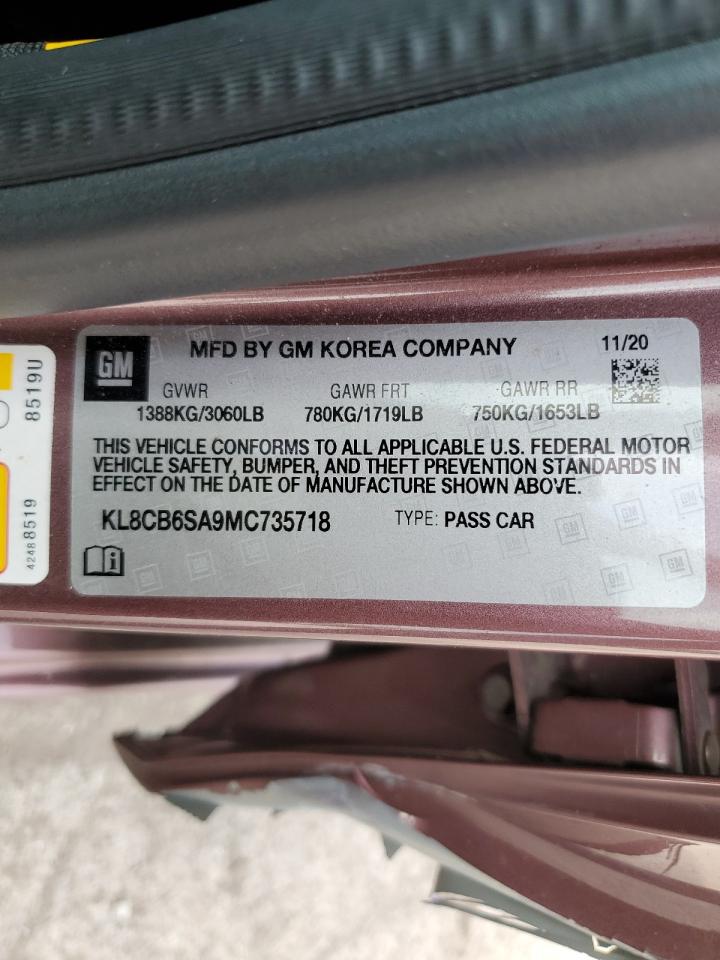 GM
MFD BY GM KOREA COMPANY 11/20
GVWR GAWR FRT GAWR RR
1388KG/3060LB 780KG/1719LB 750KG/1653LB
THIS VEHICLE CONFORMS TO ALL APPLICABLE U.S. FEDERAL MOTOR
VEHICLE SAFETY, BUMPER, AND THEFT PREVENTION STANDARDS IN
EFFECT ON THE DATE OF MANUFACTURE SHOWN ABOVE.
KL8CB6SA9MC735718 TYPE: PASS CAR
8519U
42488519